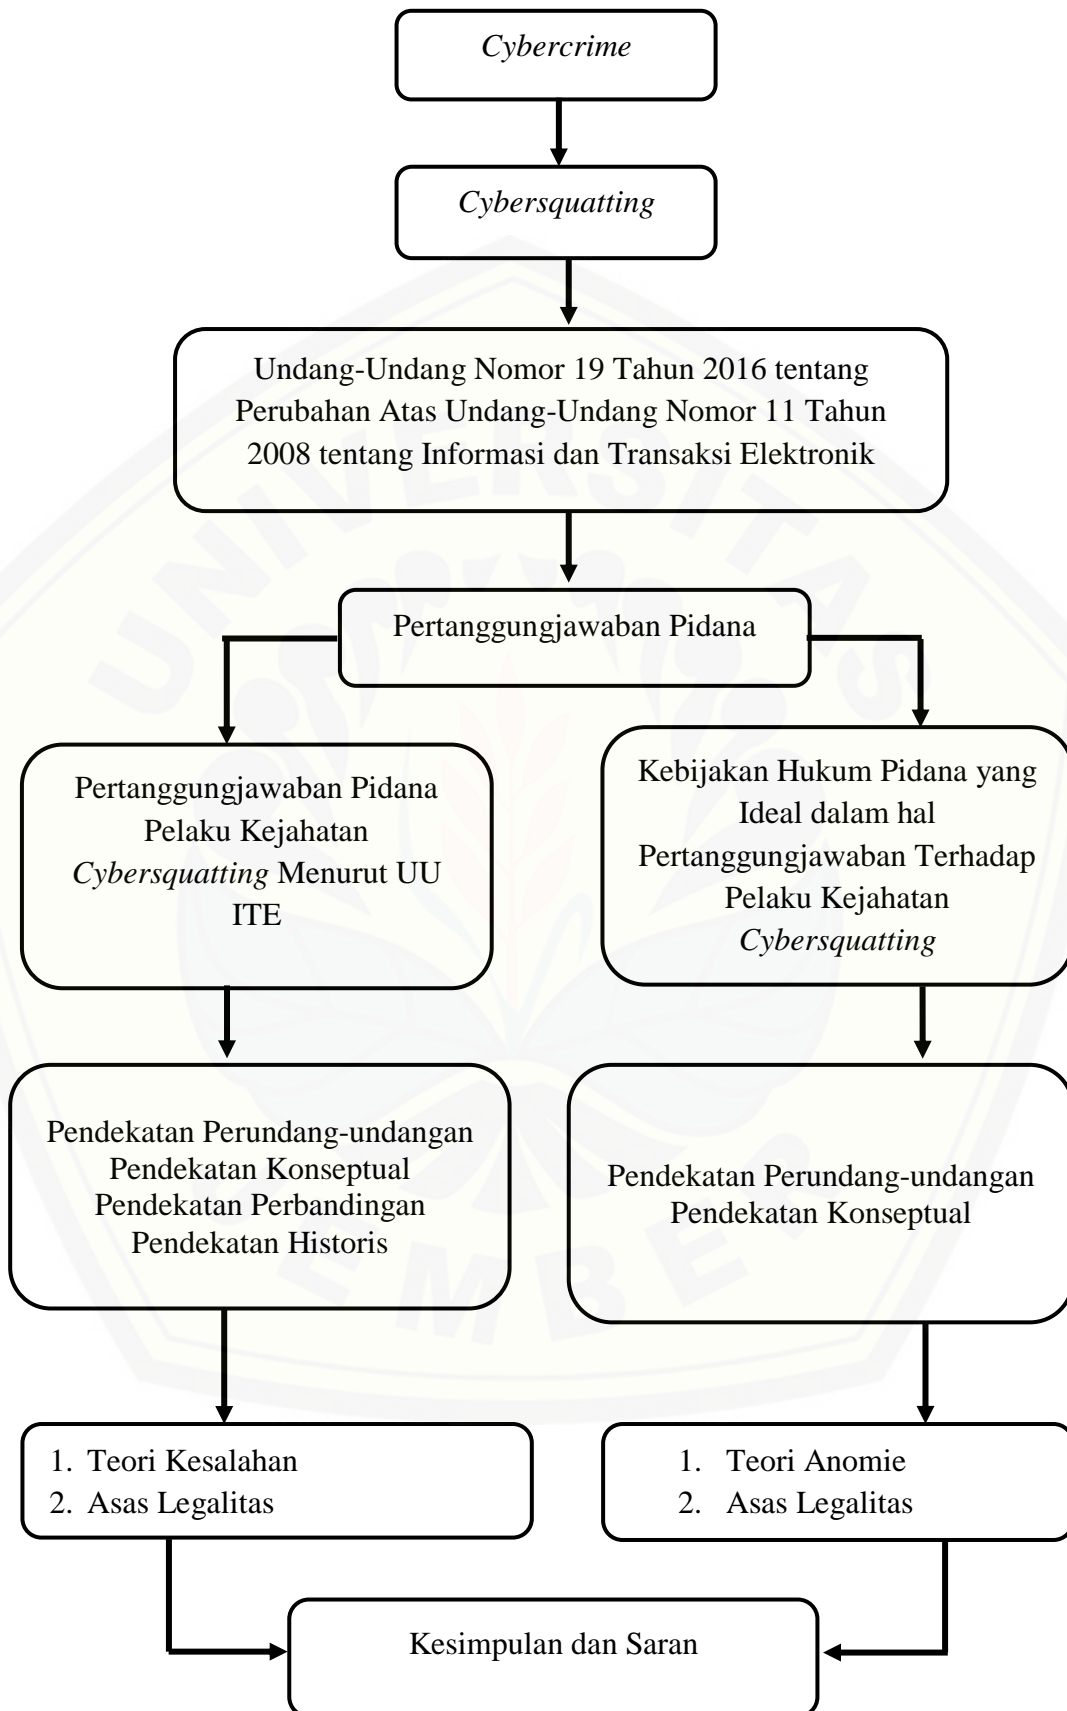 Cybercrime
Cybersquatting
Undang-Undang Nomor 19 Tahun 2016 tentang
Perubahan Atas Undang-Undang Nomor 11 Tahun
2008 tentang Informasi dan Transaksi Elektronik
Pertanggungjawaban Pidana
Pertanggungjawaban Pidana
Pelaku Kejahatan
Cybersquatting Menurut UU
ITE
Kebijakan Hukum Pidana yang
Ideal dalam hal
Pertanggungjawaban Terhadap
Pelaku Kejahatan
Cybersquatting
Pendekatan Perundang-undangan
Pendekatan Konseptual
Pendekatan Perbandingan
Pendekatan Historis
Pendekatan Perundang-undangan
Pendekatan Konseptual
1. Teori Kesalahan
2. Asas Legalitas
1. Teori Anomie
2. Asas Legalitas
Kesimpulan dan Saran
UNIVERSITAS
JEMBER